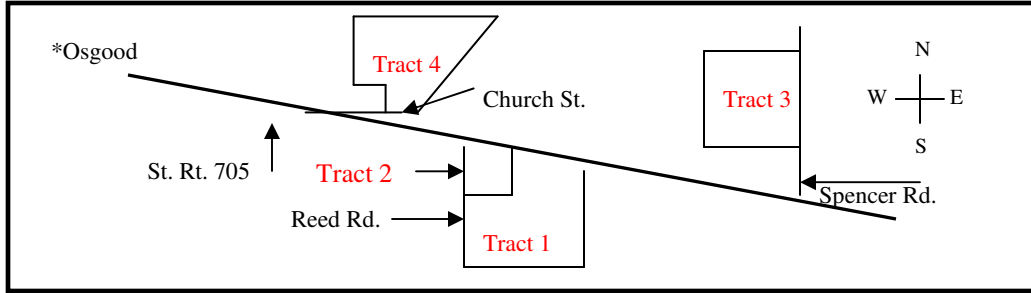 *Osgood
Tract 4
Church St.
Tract 3
N
W
E
S
St. Rt. 705
Tract 2
Spencer Rd.
Reed Rd.
Tract 1